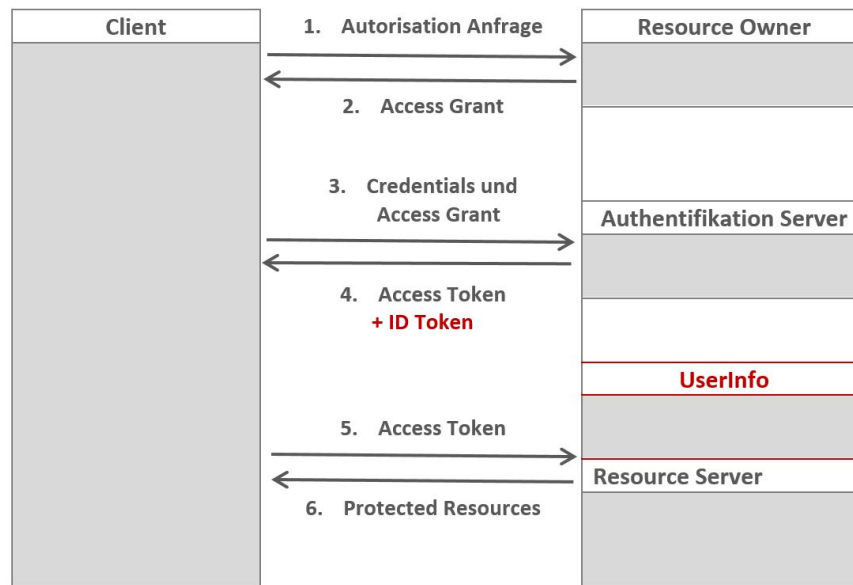 Client
1. Autorisation Anfrage
Resource Owner
2. Access Grant
3. Credentials und
Access Grant
Authentifikation Server
4. Access Token
+ ID Token
UserInfo
5. Access Token
Resource Server
6. Protected Resources